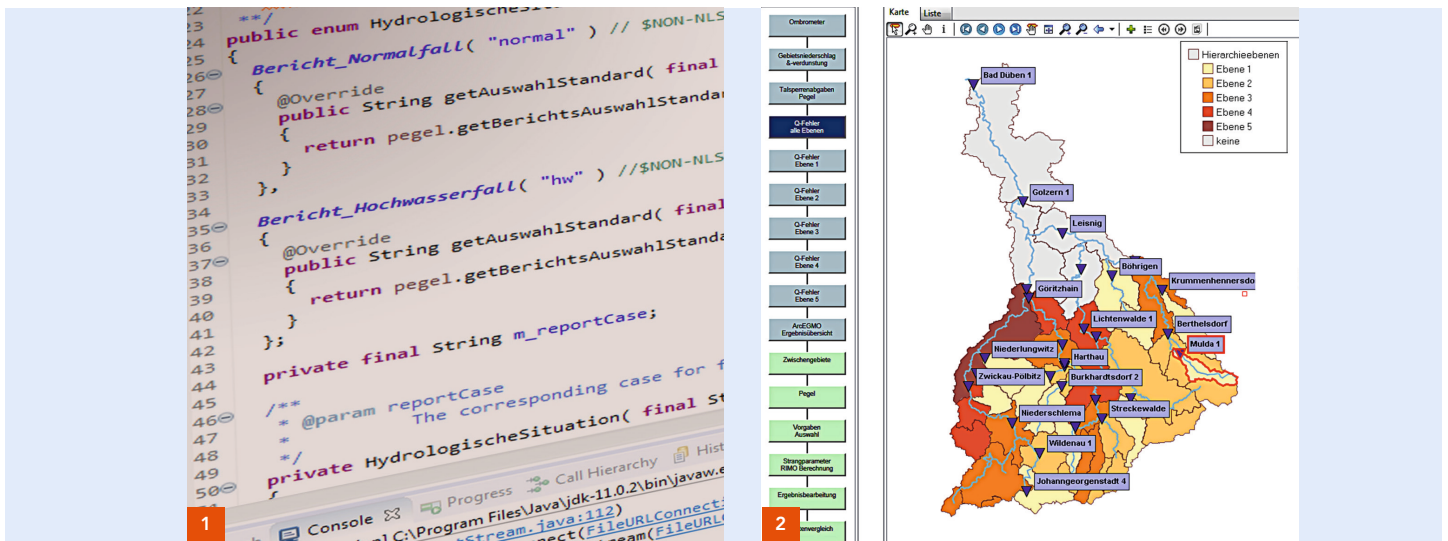 22
23
24
25
26
27
28
29
30
31
32
33
34
35
36
37
38
39
40
41
42
43
44
45
46
47
48
49
50
**/
public enum HydrologischeSituation
{
Bericht_Normalfall( "normal" ) // $NON-NLS
{
@Override
public String getAuswahlStandard( final
{
return pegel.getBerichtsAuswahlStandar
}
},
Bericht_Hochwasserfall( "hw" ) //$NON-NLS
{
@Override
public String getAuswahlStandard( final
{
return pegel.getBerichtsAuswahlStanda
}
};
private final String m_reportCase;
/**
* @param reportCase
* The corresponding case for f
*/
private HydrologischeSituation( final St
{
Console Progress Call Hierarchy Hist
C:\Program Files\Java\jdk-11.0.2\bin\javaw.e
tStream.java:112)
nect(FileURLConnecti
ream(FileURLC
1
Ombrometer
Gebietsniederschlag
&-verdunstung
Talsperrenabgaben
Pegel
Q-Fehler
alle Ebenen
Q-Fehler
Ebene 1
Q-Fehler
Ebene 2
Q-Fehler
Ebene 3
Q-Fehler
Ebene 4
Q-Fehler
Ebene 5
ArcEGMO
Ergebnisübersicht
Zwischengebiete
Pegel
Vorgaben
Auswahl
Strangparameter
RIMO Berechnung
Ergebnisbearbeitung
tenvergleich
2
Karte Liste
Hierarchieebenen
Ebene 1
Ebene 2
Ebene 3
Ebene 4
Ebene 5
keine
Bad Düben 1
Golzern 1
Leisnig
Böhrigen
Krummenhennersdo
Göritzhain
Lichtenwalde 1
Berthelsdorf
Mulda 1
Niederlungwitz
Harthau
Zwickau-Pölbitz
Burkhardtsdorf 2
Niederschlema
Streckewalde
Wildenau 1
Johanngeorgenstadt 4